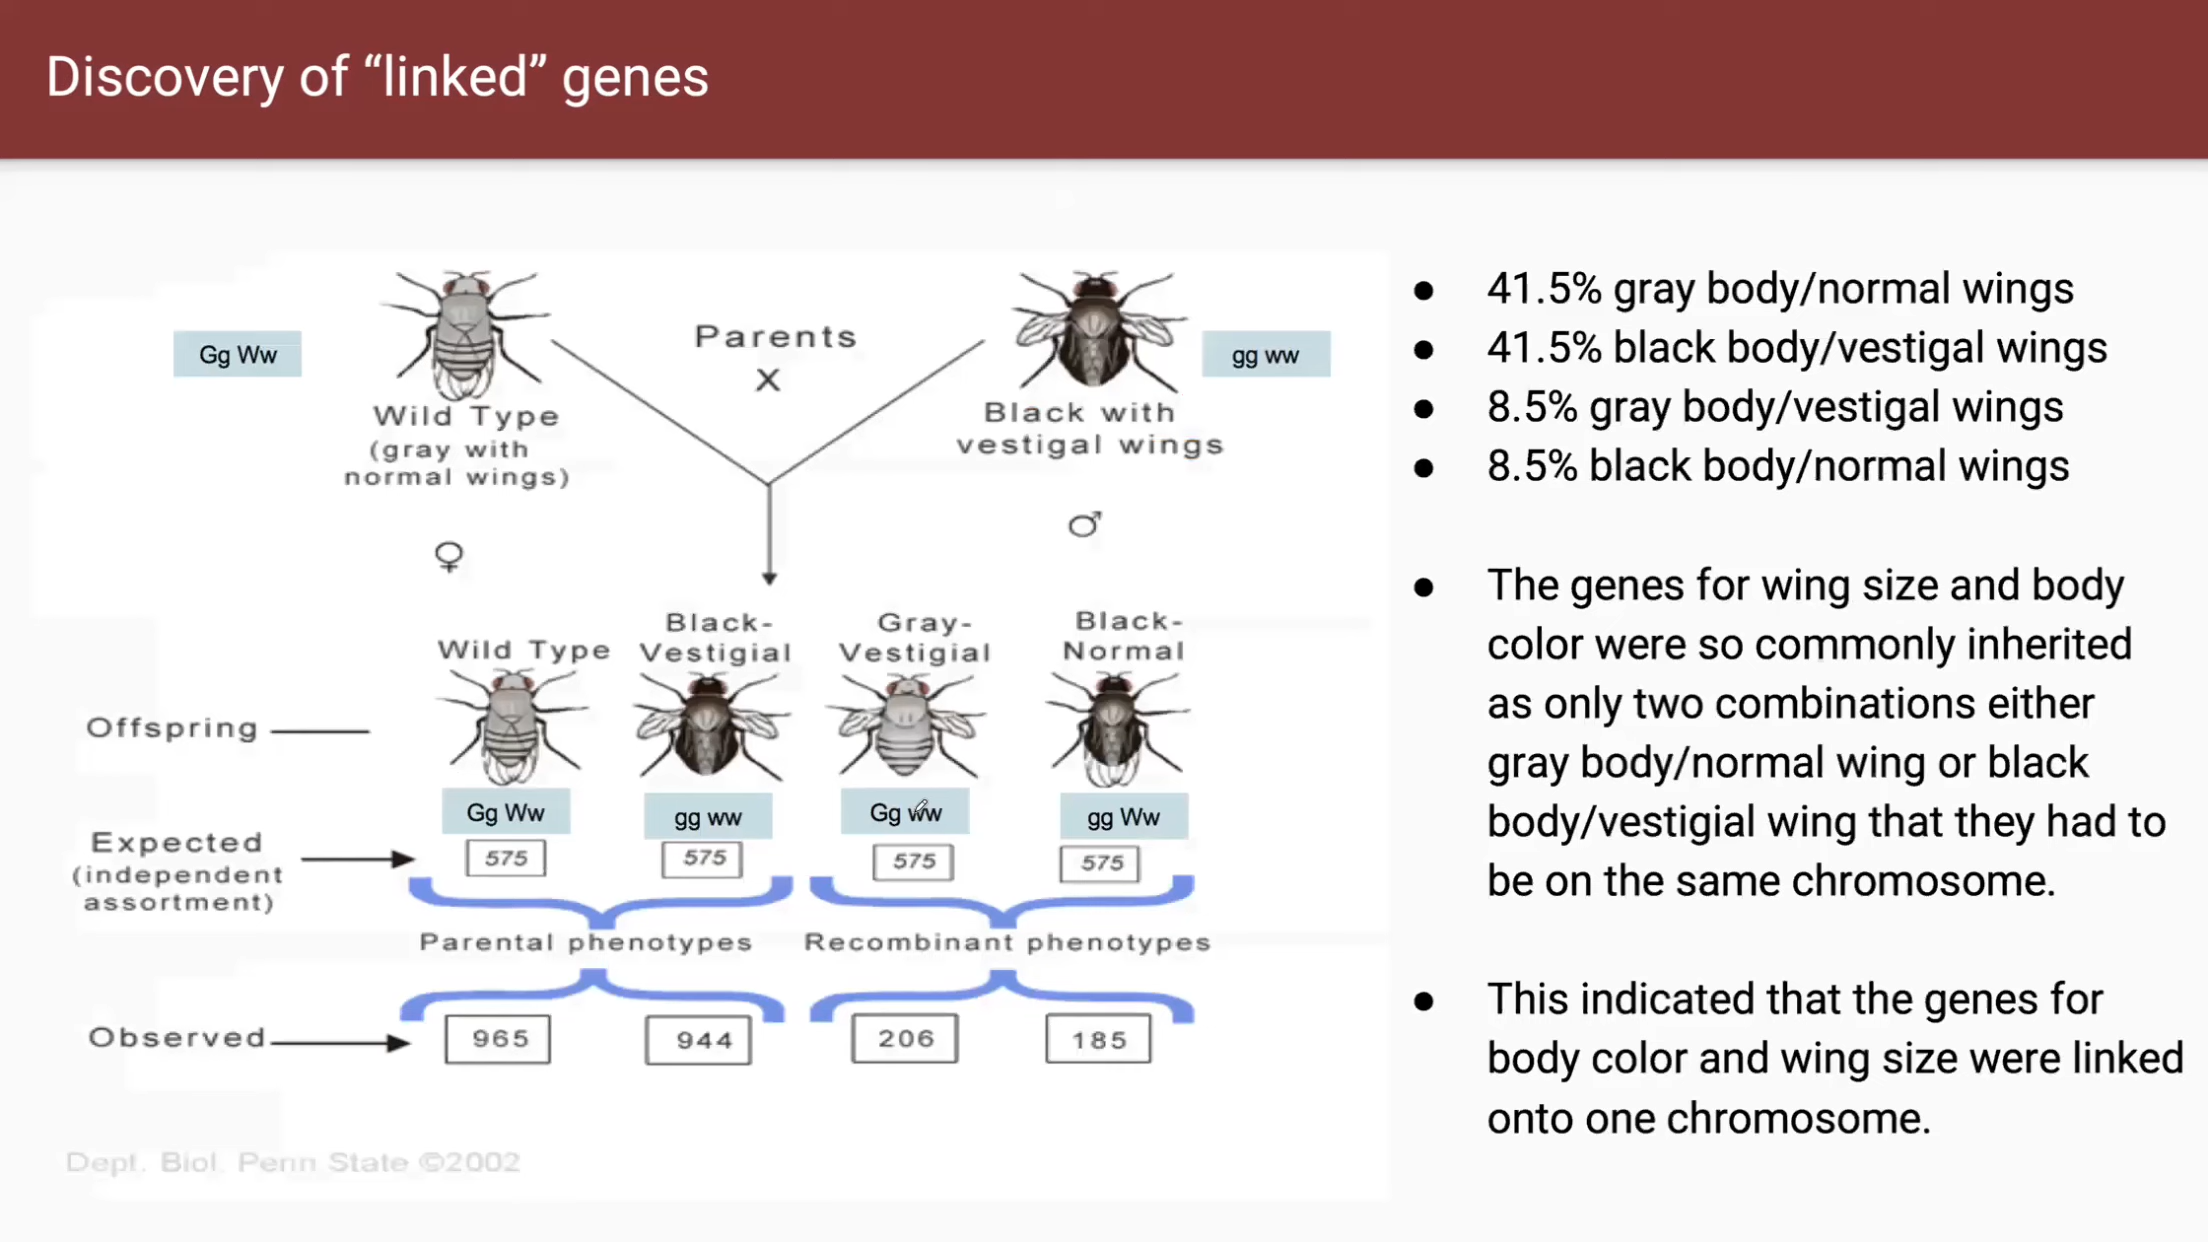 Discovery of “linked” genes
Gg Ww
Parents
X
gg ww
Wild Type
(gray with
normal wings)
Black with
vestigal wings
♀
♂
Offspring
Wild Type
Black-
Vestigial
Gray-
Vestigial
Black-
Normal
Gg Ww
gg ww
Gg ww
gg Ww
Expected
(independent
assortment)
575
575
575
575
Parental phenotypes
Recombinant phenotypes
Observed
965
944
206
185
Dept. Biol. Penn State ©2002
● 41.5% gray body/normal wings
● 41.5% black body/vestigal wings
● 8.5% gray body/vestigal wings
● 8.5% black body/normal wings
● The genes for wing size and body
color were so commonly inherited
as only two combinations either
gray body/normal wing or black
body/vestigial wing that they had to
be on the same chromosome.
● This indicated that the genes for
body color and wing size were linked
onto one chromosome.